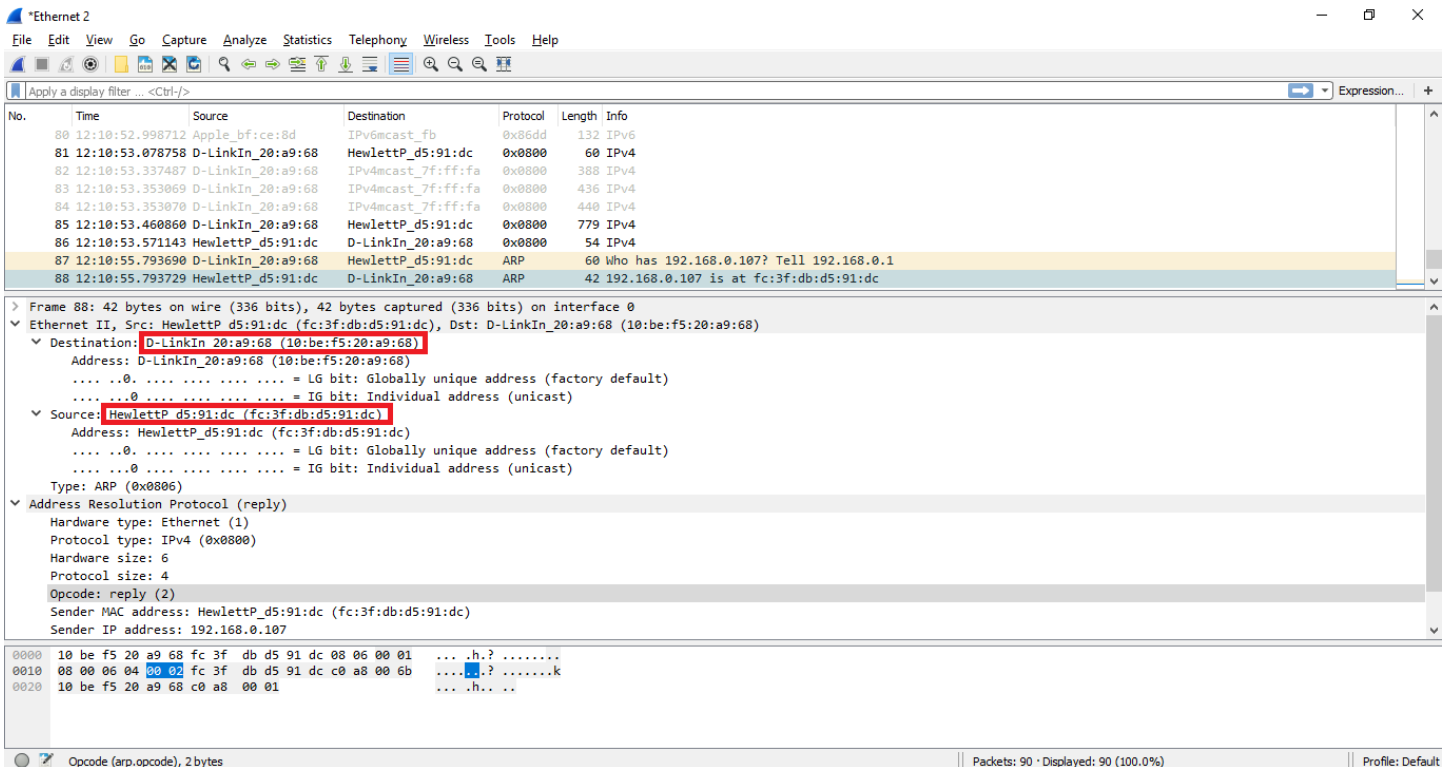 *Ethernet 2
File Edit View Go Capture Analyze Statistics Telephony Wireless Tools Help
Apply a display filter ... <Ctrl-/> Expression... +
No. Time Source Destination Protocol Length Info
80 12:10:52.998712 Apple_bf:ce:8d IPv6mcast_fb 0x86dd 132 IPv6
81 12:10:53.078758 D-LinkIn_20:a9:68 HewlettP_d5:91:dc 0x0800 60 IPv4
82 12:10:53.337487 D-LinkIn_20:a9:68 IPv4mcast_7f:ff:fa 0x0800 388 IPv4
83 12:10:53.353069 D-LinkIn_20:a9:68 IPv4mcast_7f:ff:fa 0x0800 436 IPv4
84 12:10:53.353070 D-LinkIn_20:a9:68 IPv4mcast_7f:ff:fa 0x0800 440 IPv4
85 12:10:53.460860 D-LinkIn_20:a9:68 HewlettP_d5:91:dc 0x0800 779 IPv4
86 12:10:53.571143 HewlettP_d5:91:dc D-LinkIn_20:a9:68 0x0800 54 IPv4
87 12:10:55.793690 D-LinkIn_20:a9:68 HewlettP_d5:91:dc ARP 60 Who has 192.168.0.107? Tell 192.168.0.1
88 12:10:55.793729 HewlettP_d5:91:dc D-LinkIn_20:a9:68 ARP 42 192.168.0.107 is at fc:3f:db:d5:91:dc
Frame 88: 42 bytes on wire (336 bits), 42 bytes captured (336 bits) on interface 0
Ethernet II, Src: HewlettP_d5:91:dc (fc:3f:db:d5:91:dc), Dst: D-LinkIn_20:a9:68 (10:be:f5:20:a9:68)
Destination: D-LinkIn_20:a9:68 (10:be:f5:20:a9:68)
Address: D-LinkIn_20:a9:68 (10:be:f5:20:a9:68)
.... ..0. .... .... .... .... = LG bit: Globally unique address (factory default)
.... ...0 .... .... .... .... = IG bit: Individual address (unicast)
Source: HewlettP_d5:91:dc (fc:3f:db:d5:91:dc)
Address: HewlettP_d5:91:dc (fc:3f:db:d5:91:dc)
.... ..0. .... .... .... .... = LG bit: Globally unique address (factory default)
.... ...0 .... .... .... .... = IG bit: Individual address (unicast)
Type: ARP (0x0806)
Address Resolution Protocol (reply)
Hardware type: Ethernet (1)
Protocol type: IPv4 (0x0800)
Hardware size: 6
Protocol size: 4
Opcode: reply (2)
Sender MAC address: HewlettP_d5:91:dc (fc:3f:db:d5:91:dc)
Sender IP address: 192.168.0.107
0000 10 be f5 20 a9 68 fc 3f db d5 91 dc 08 06 00 01 ... .h.? ........
0010 08 00 06 04 00 02 fc 3f db d5 91 dc c0 a8 00 6b .......? .......k
0020 10 be f5 20 a9 68 c0 a8 00 01 ... .h.. ..
Opcode (arp.opcode), 2 bytes Packets: 90 · Displayed: 90 (100.0%) Profile: Default